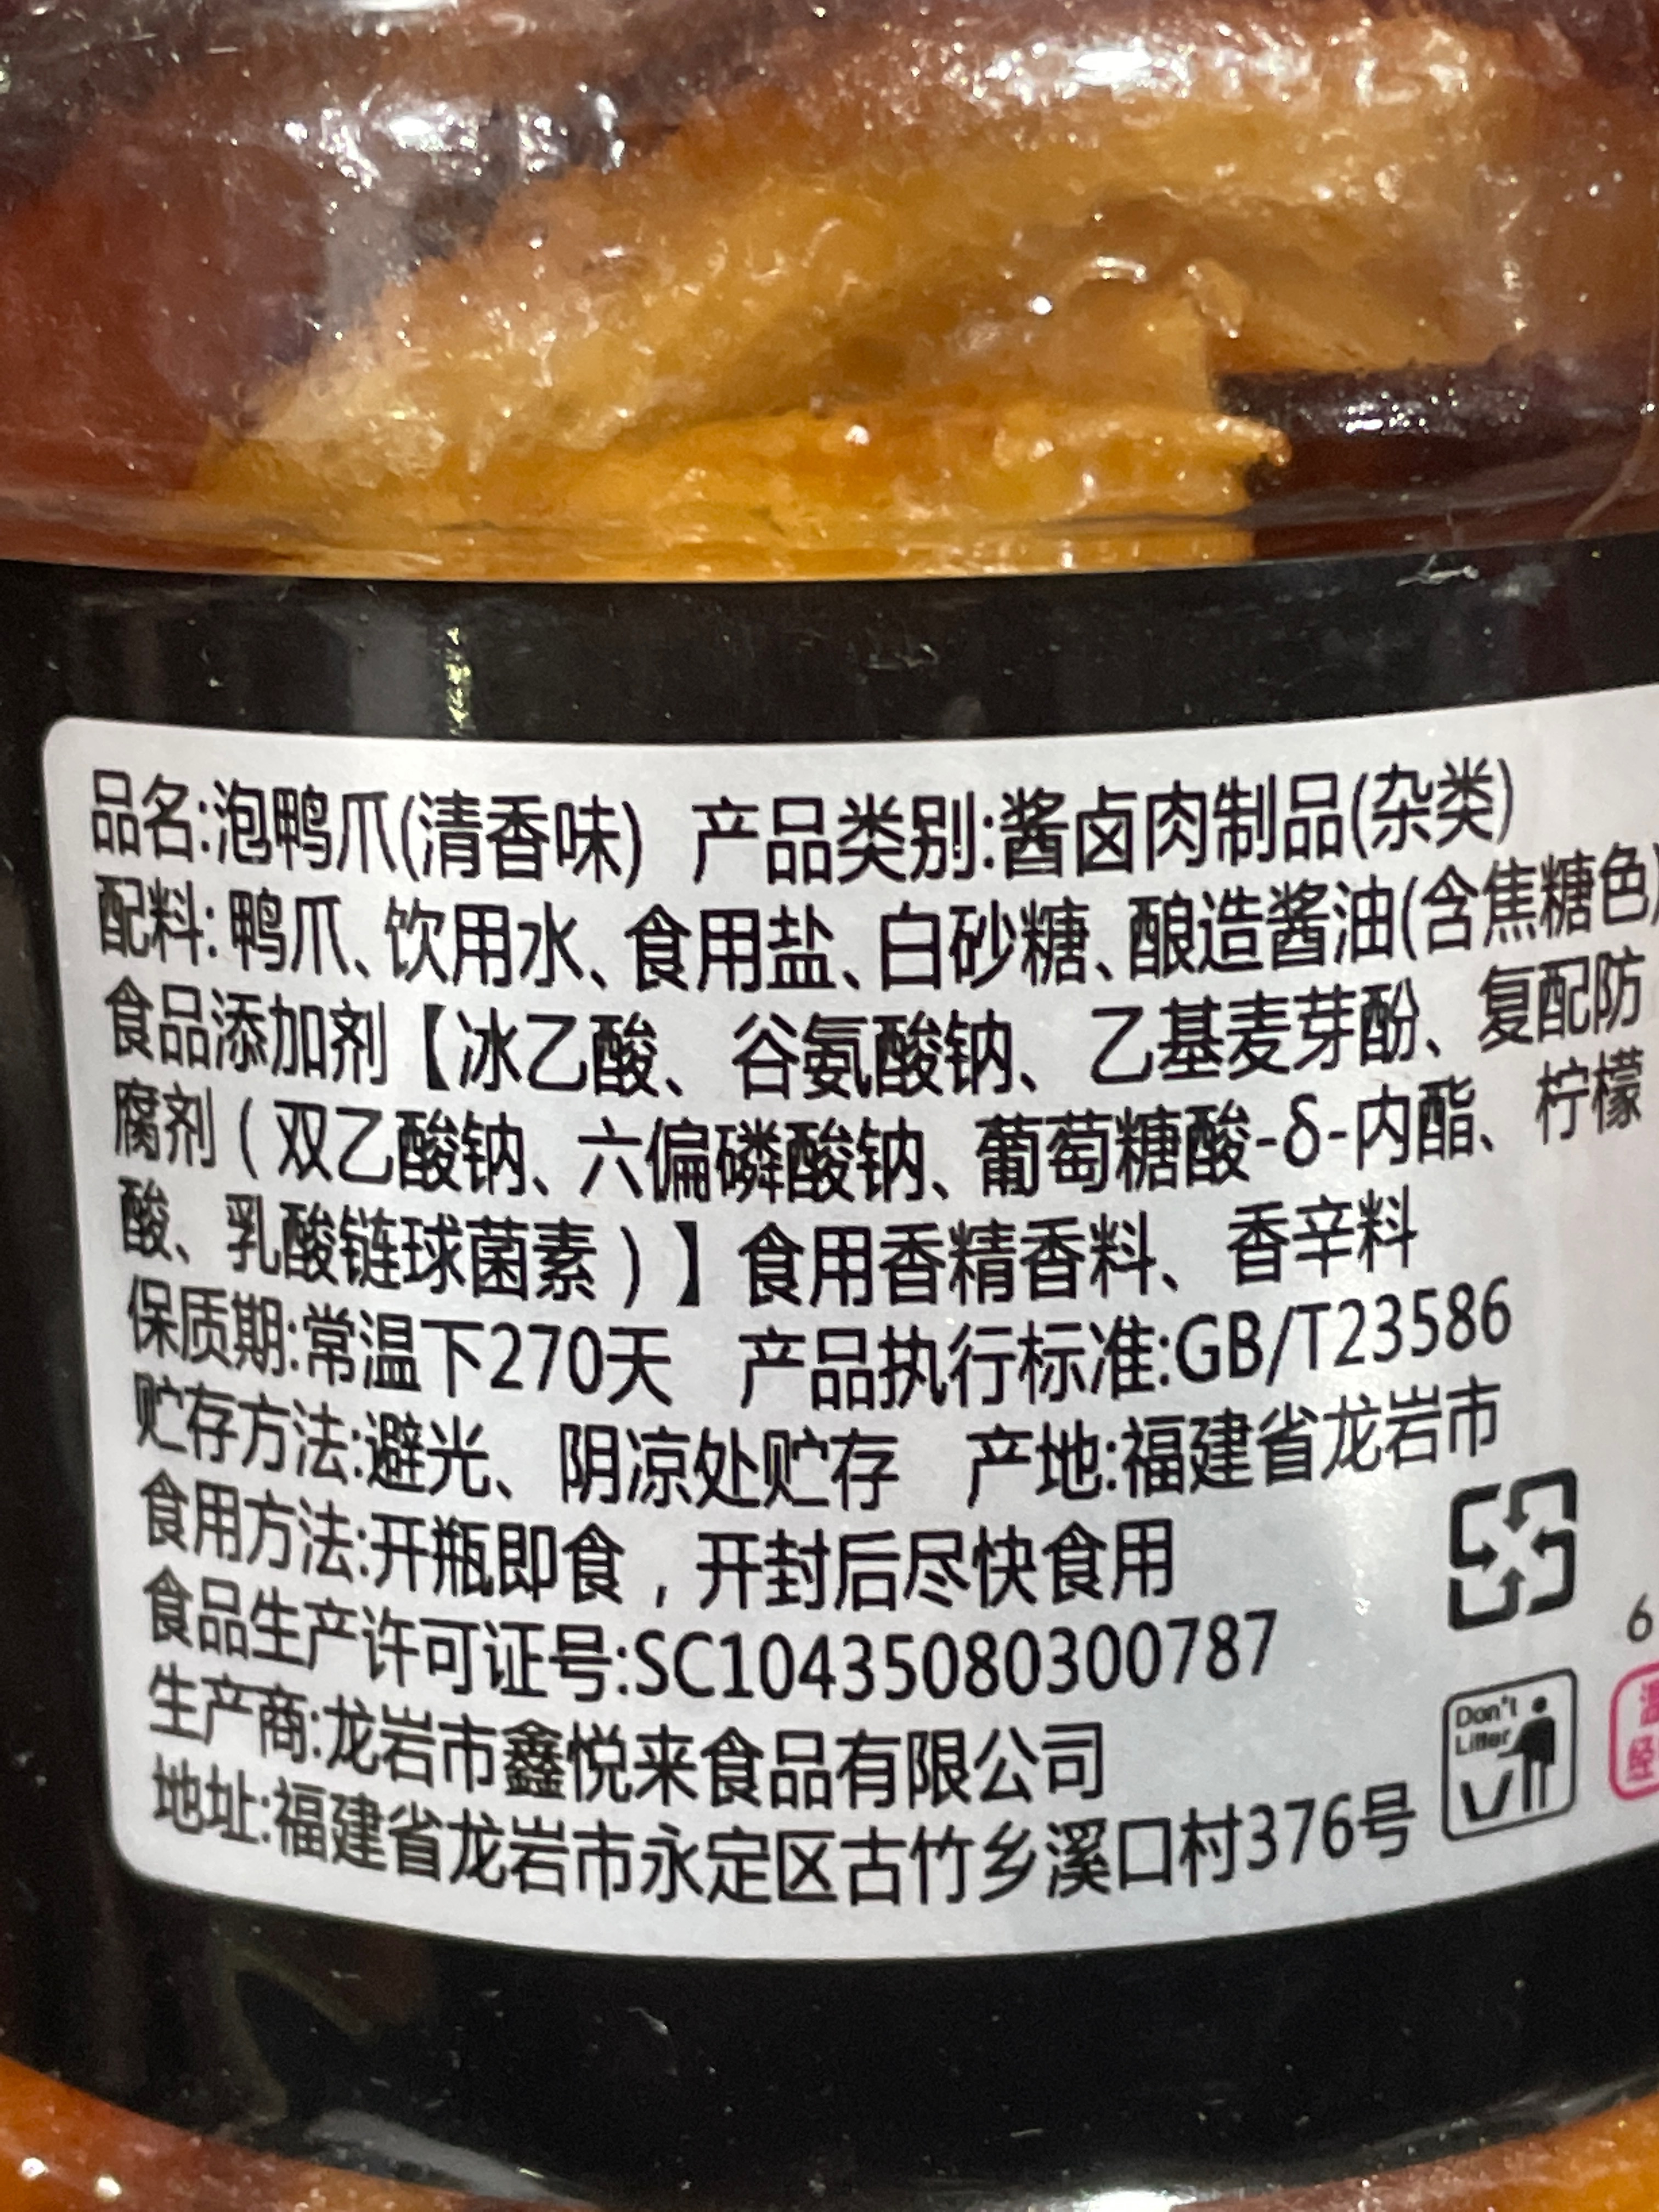 品名:泡鸭爪(清香味) 产品类别:酱卤肉制品(杂类)
配料:鸭爪、饮用水、食用盐、白砂糖、酿造酱油(含焦糖色)
食品添加剂【冰乙酸、谷氨酸钠、乙基麦芽酚、复配防
腐剂(双乙酸钠、六偏磷酸钠、葡萄糖酸-δ-内酯、柠檬
酸、乳酸链球菌素)】食用香精香料、香辛料
保质期:常温下270天 产品执行标准:GB/T23586
贮存方法:避光、阴凉处贮存 产地:福建省龙岩市
食用方法:开瓶即食,开封后尽快食用
食品生产许可证号:SC10435080300787
生产商:龙岩市鑫悦来食品有限公司
地址:福建省龙岩市永定区古竹乡溪口村376号
Don't
Litter
6